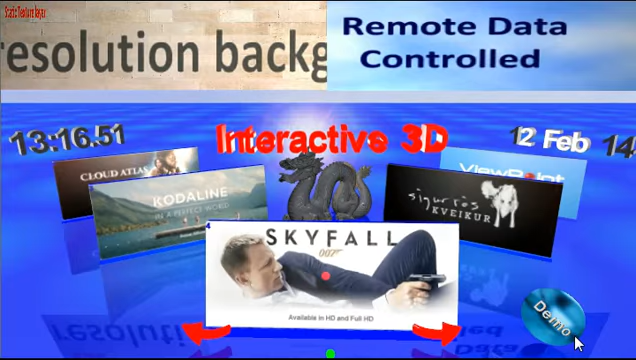 Static Texture layer
resolution backg
Remote Data
Controlled
13:16.51
Interactive 3D
12 Feb
14
CLOUD ATLAS
ViewPoint
KODALINE
IN A PERFECT WORLD
sigur rós
KVEIKUR
SKYFALL
007
Available in HD and Full HD
Demo